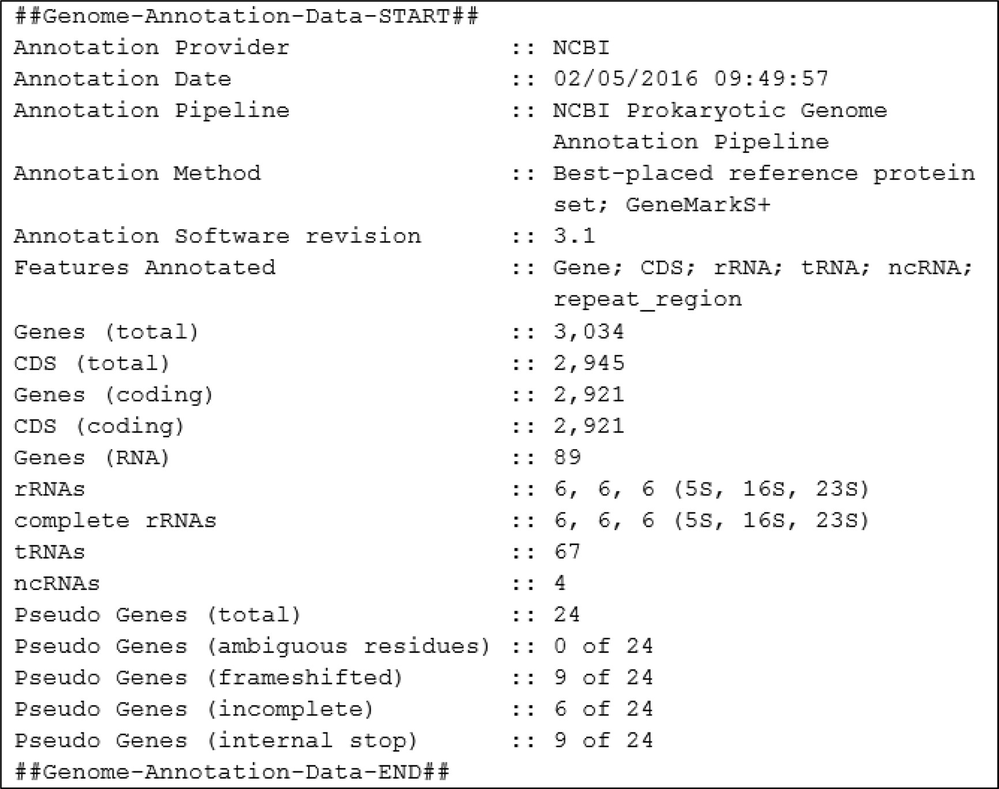 ##Genome-Annotation-Data-START##
Annotation Provider :: NCBI
Annotation Date :: 02/05/2016 09:49:57
Annotation Pipeline :: NCBI Prokaryotic Genome
Annotation Pipeline
Annotation Method :: Best-placed reference protein
set; GeneMarkS+
Annotation Software revision :: 3.1
Features Annotated :: Gene; CDS; rRNA; tRNA; ncRNA;
repeat_region
Genes (total) :: 3,034
CDS (total) :: 2,945
Genes (coding) :: 2,921
CDS (coding) :: 2,921
Genes (RNA) :: 89
rRNAs :: 6, 6, 6 (5S, 16S, 23S)
complete rRNAs :: 6, 6, 6 (5S, 16S, 23S)
tRNAs :: 67
ncRNAs :: 4
Pseudo Genes (total) :: 24
Pseudo Genes (ambiguous residues) :: 0 of 24
Pseudo Genes (frameshifted) :: 9 of 24
Pseudo Genes (incomplete) :: 6 of 24
Pseudo Genes (internal stop) :: 9 of 24
##Genome-Annotation-Data-END##